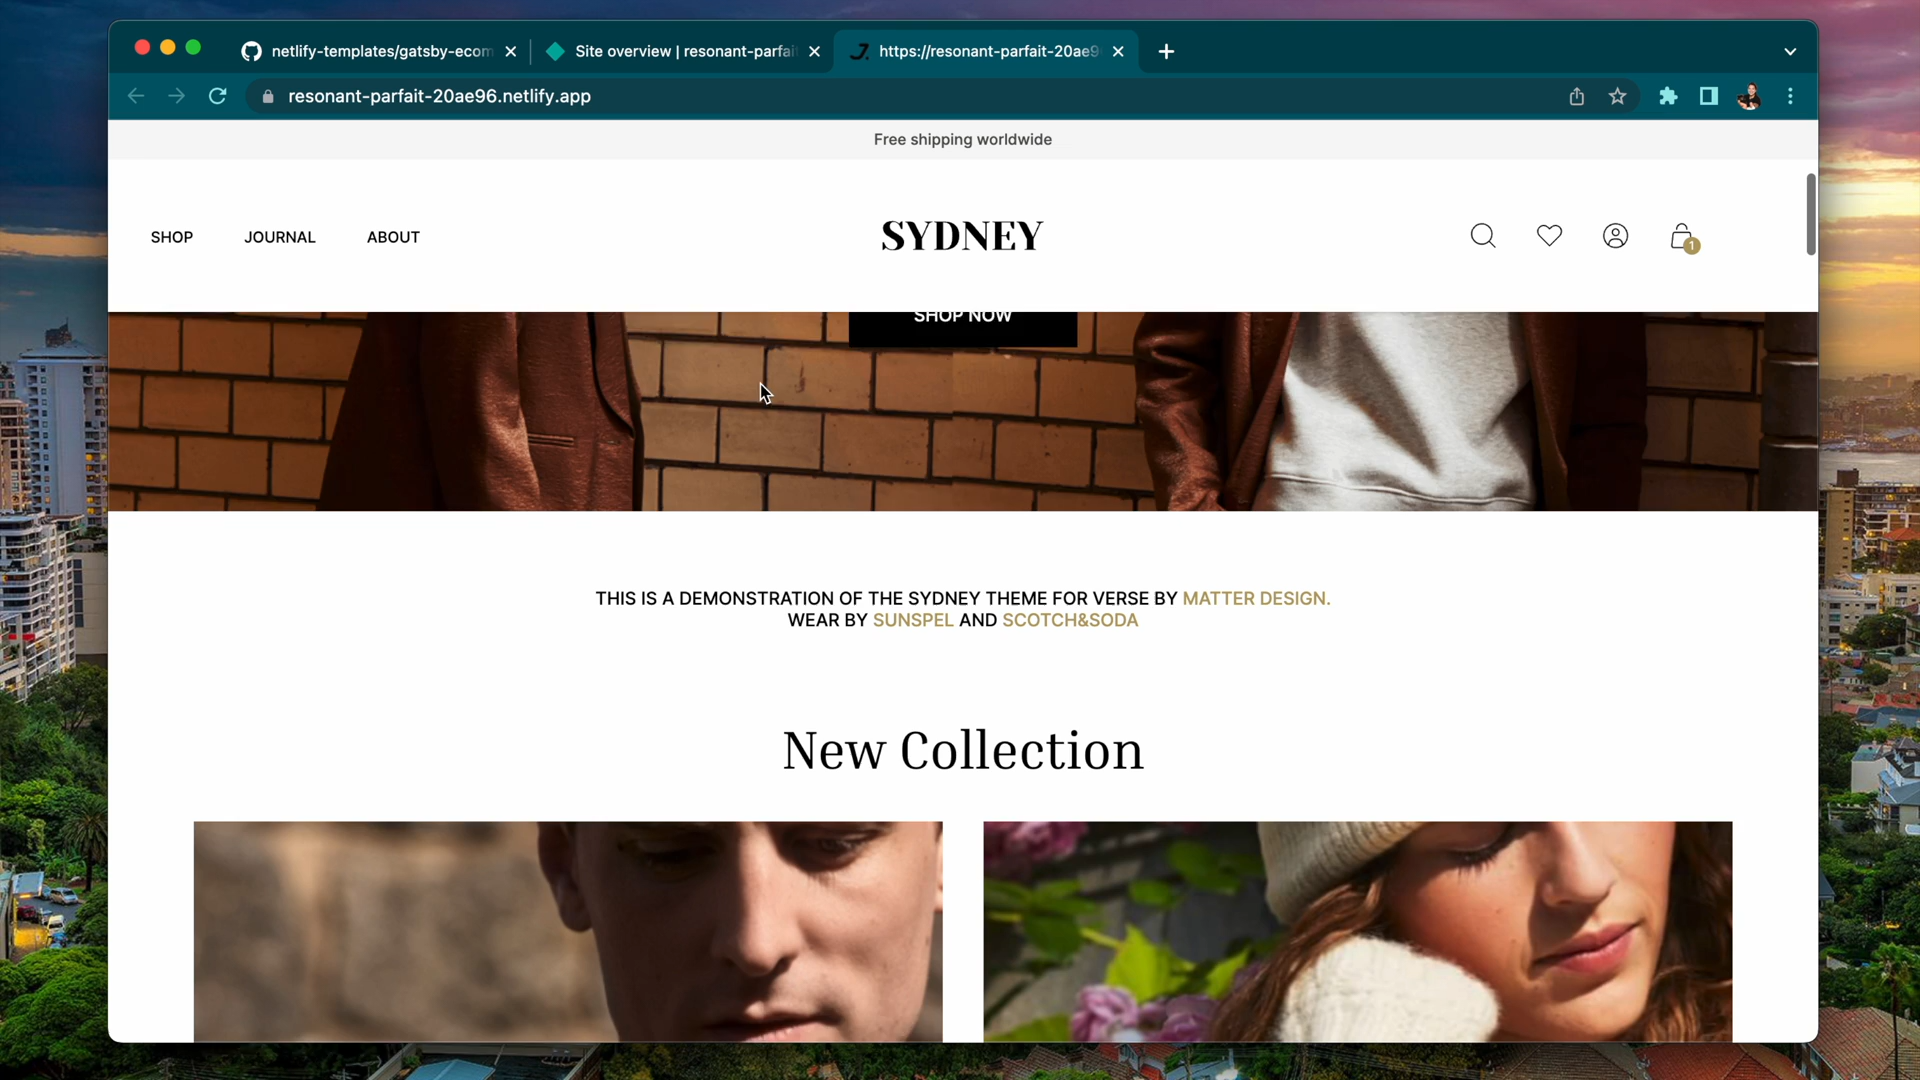 netlify-templates/gatsby-ecom
Site overview | resonant-parfai
https://resonant-parfait-20ae9
resonant-parfait-20ae96.netlify.app
Free shipping worldwide
SHOP JOURNAL ABOUT
SYDNEY
1
SHOP NOW
THIS IS A DEMONSTRATION OF THE SYDNEY THEME FOR VERSE BY MATTER DESIGN.
WEAR BY SUNSPEL AND SCOTCH&SODA
New Collection